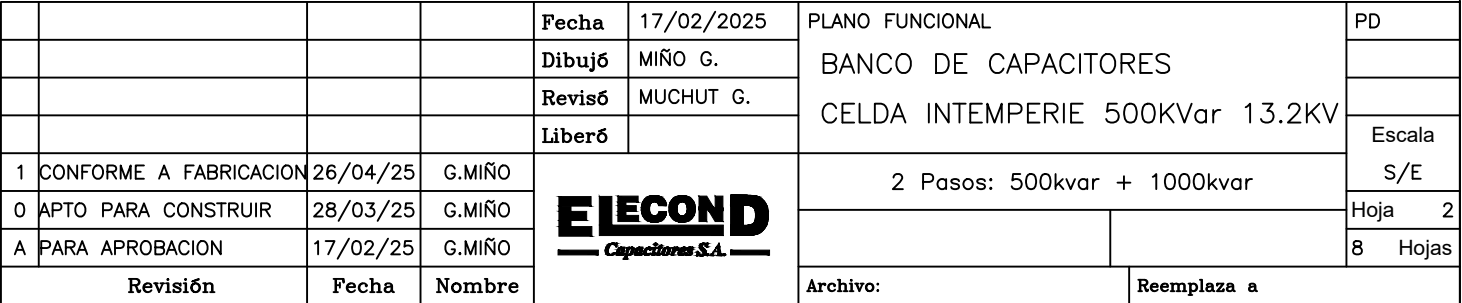 Fecha 17/02/2025
Dibujó MIÑO G.
Revisó MUCHUT G.
Liberó
1 CONFORME A FABRICACION 26/04/25 G.MIÑO
0 APTO PARA CONSTRUIR 28/03/25 G.MIÑO
A PARA APROBACION 17/02/25 G.MIÑO
Revisión Fecha Nombre
ELECOND
Capacitores S.A.
PLANO FUNCIONAL
BANCO DE CAPACITORES
CELDA INTEMPERIE 500KVar 13.2KV
2 Pasos: 500kvar + 1000kvar
Archivo:
Reemplaza a
PD
Escala
S/E
Hoja 2
8 Hojas